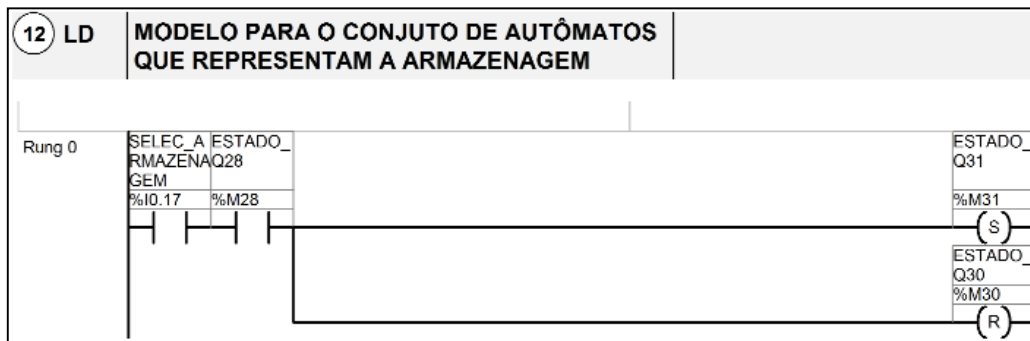 12 LD MODELO PARA O CONJUTO DE AUTÔMATOS
QUE REPRESENTAM A ARMAZENAGEM
Rung 0
SELEC_A
RMAZENA
GEM
%I0.17
ESTADO_
Q28
%M28
ESTADO_
Q31
%M31
S
ESTADO_
Q30
%M30
R